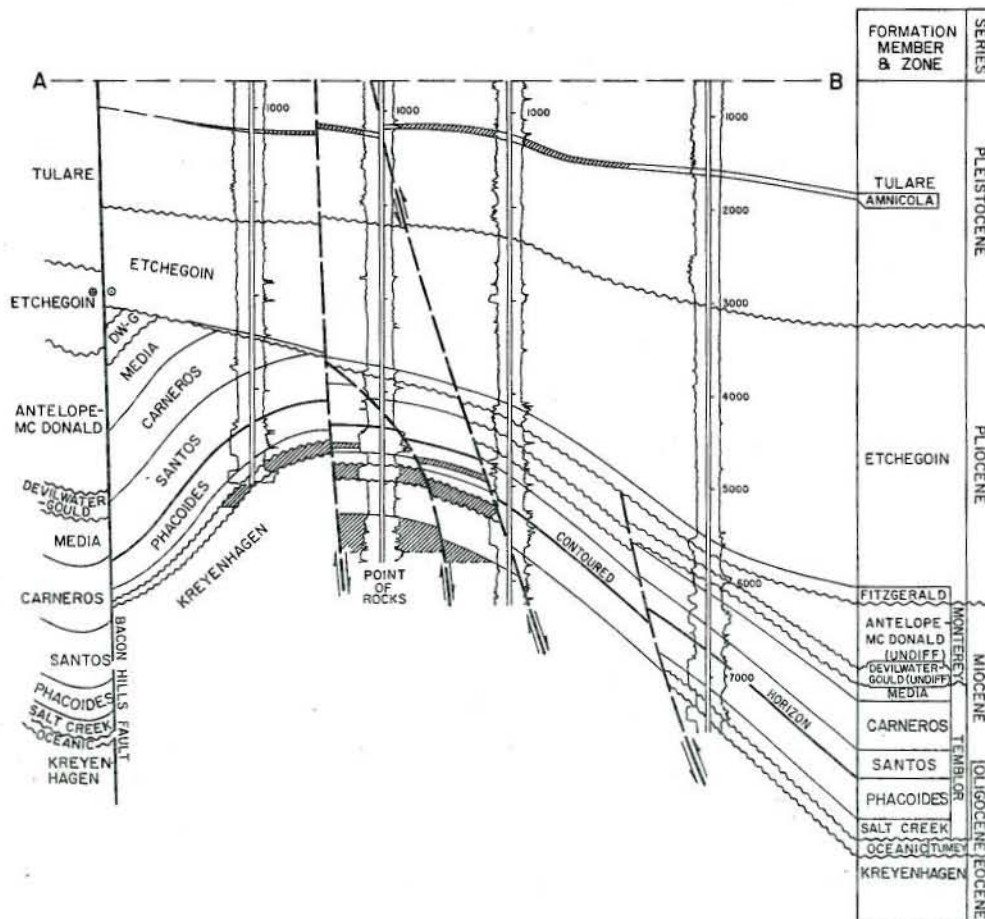 FORMATION
MEMBER
& ZONE
SERIES
A
B
1000
1000
1000
1000
2000
3000
4000
5000
6000
7000
TULARE
ETCHEGOIN
ETCHEGOIN
DW-G
MEDIA
CARNEROS
SANTOS
PHACOIDES
KREYENHAGEN
ANTELOPE-
MC DONALD
DEVILWATER
-GOULD
MEDIA
CARNEROS
SANTOS
PHACOIDES
SALT CREEK
OCEANIC
KREYEN
HAGEN
BACON HILLS FAULT
POINT
OF
ROCKS
CONTOURED
HORIZON
TULARE
AMNICOLA
ETCHEGOIN
FITZGERALD
ANTELOPE-
MC DONALD
(UNDIFF)
DEVILWATER-
GOULD (UNDIFF)
MEDIA
CARNEROS
SANTOS
PHACOIDES
SALT CREEK
OCEANIC
TUMEY
KREYENHAGEN
MONTEREY
TEMBLOR
PLEISTOCENE
PLIOCENE
MIOCENE
OLIGOCENE
EOCENE